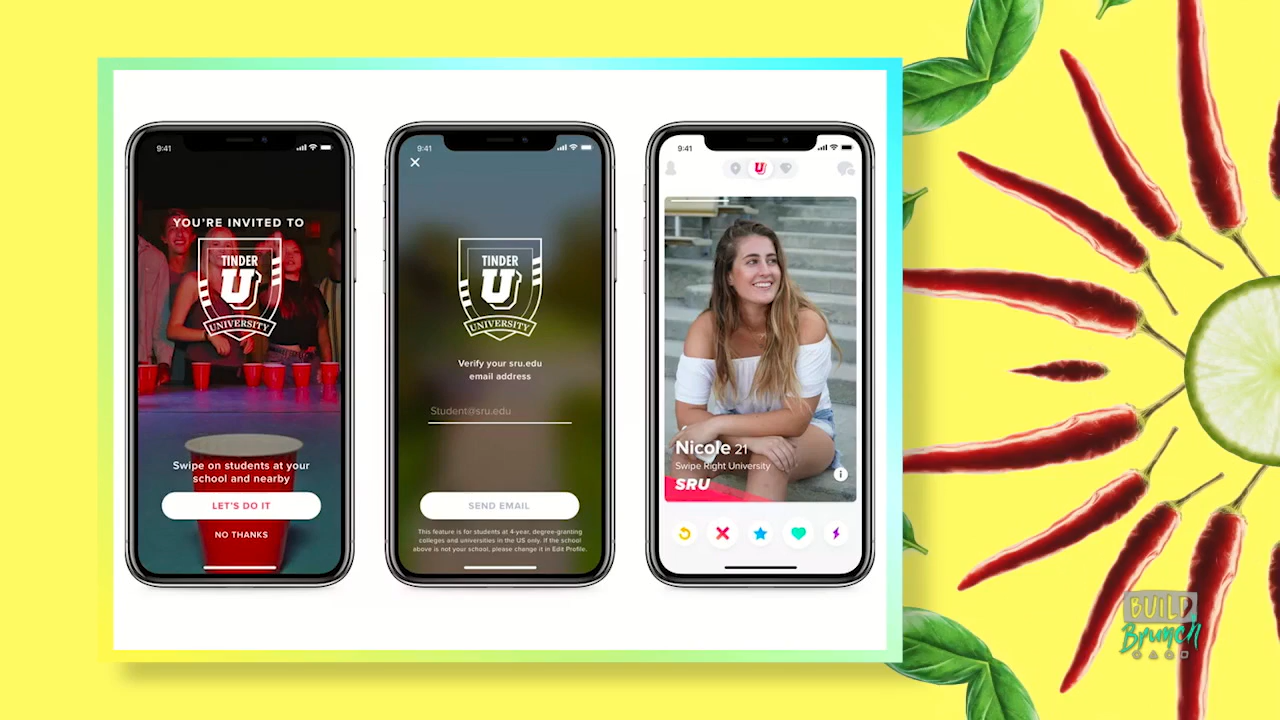 9:41
YOU'RE INVITED TO
TINDER
U
UNIVERSITY
Swipe on students at your
school and nearby
LET'S DO IT
NO THANKS
9:41
TINDER
U
UNIVERSITY
Verify your sru.edu
email address
Student@sru.edu
SEND EMAIL
This feature is for students at 4-year, degree-granting
colleges and universities in the US only. If the school
above is not your school, please change it in Edit Profile.
9:41
U
Nicole 21
Swipe Right University
SRU
BUILD
Brunch